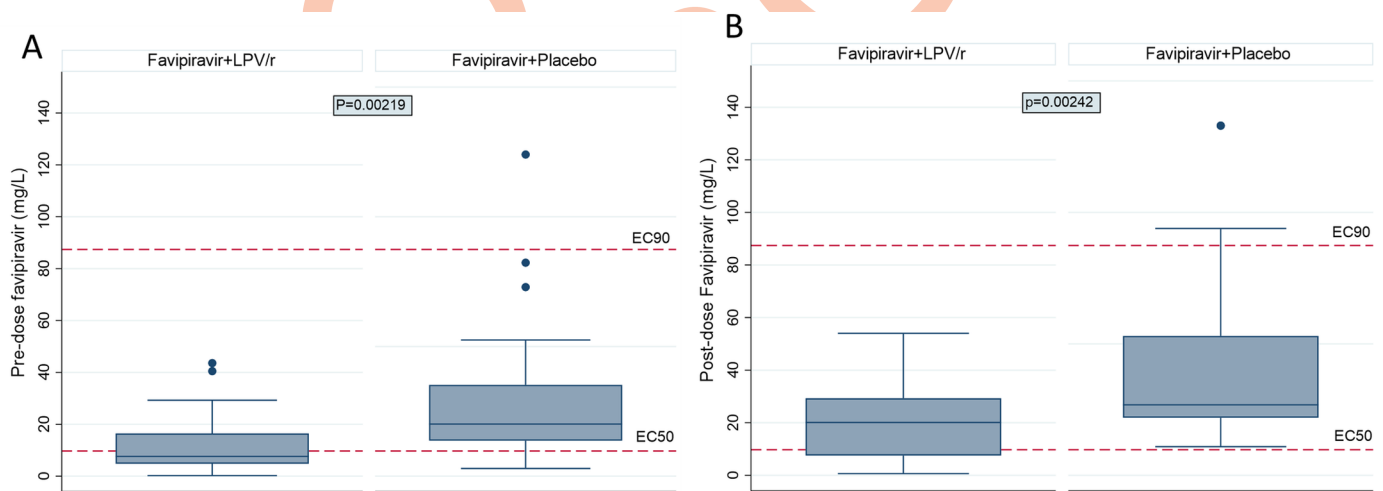 A
Favipiravir+LPV/r
Favipiravir+Placebo
P=0.00219
Pre-dose favipiravir (mg/L)
140
120
100
80
60
40
20
0
EC90
EC50
B
Favipiravir+LPV/r
Favipiravir+Placebo
p=0.00242
Post-dose Favipiravir (mg/L)
140
120
100
80
60
40
20
0
EC90
EC50